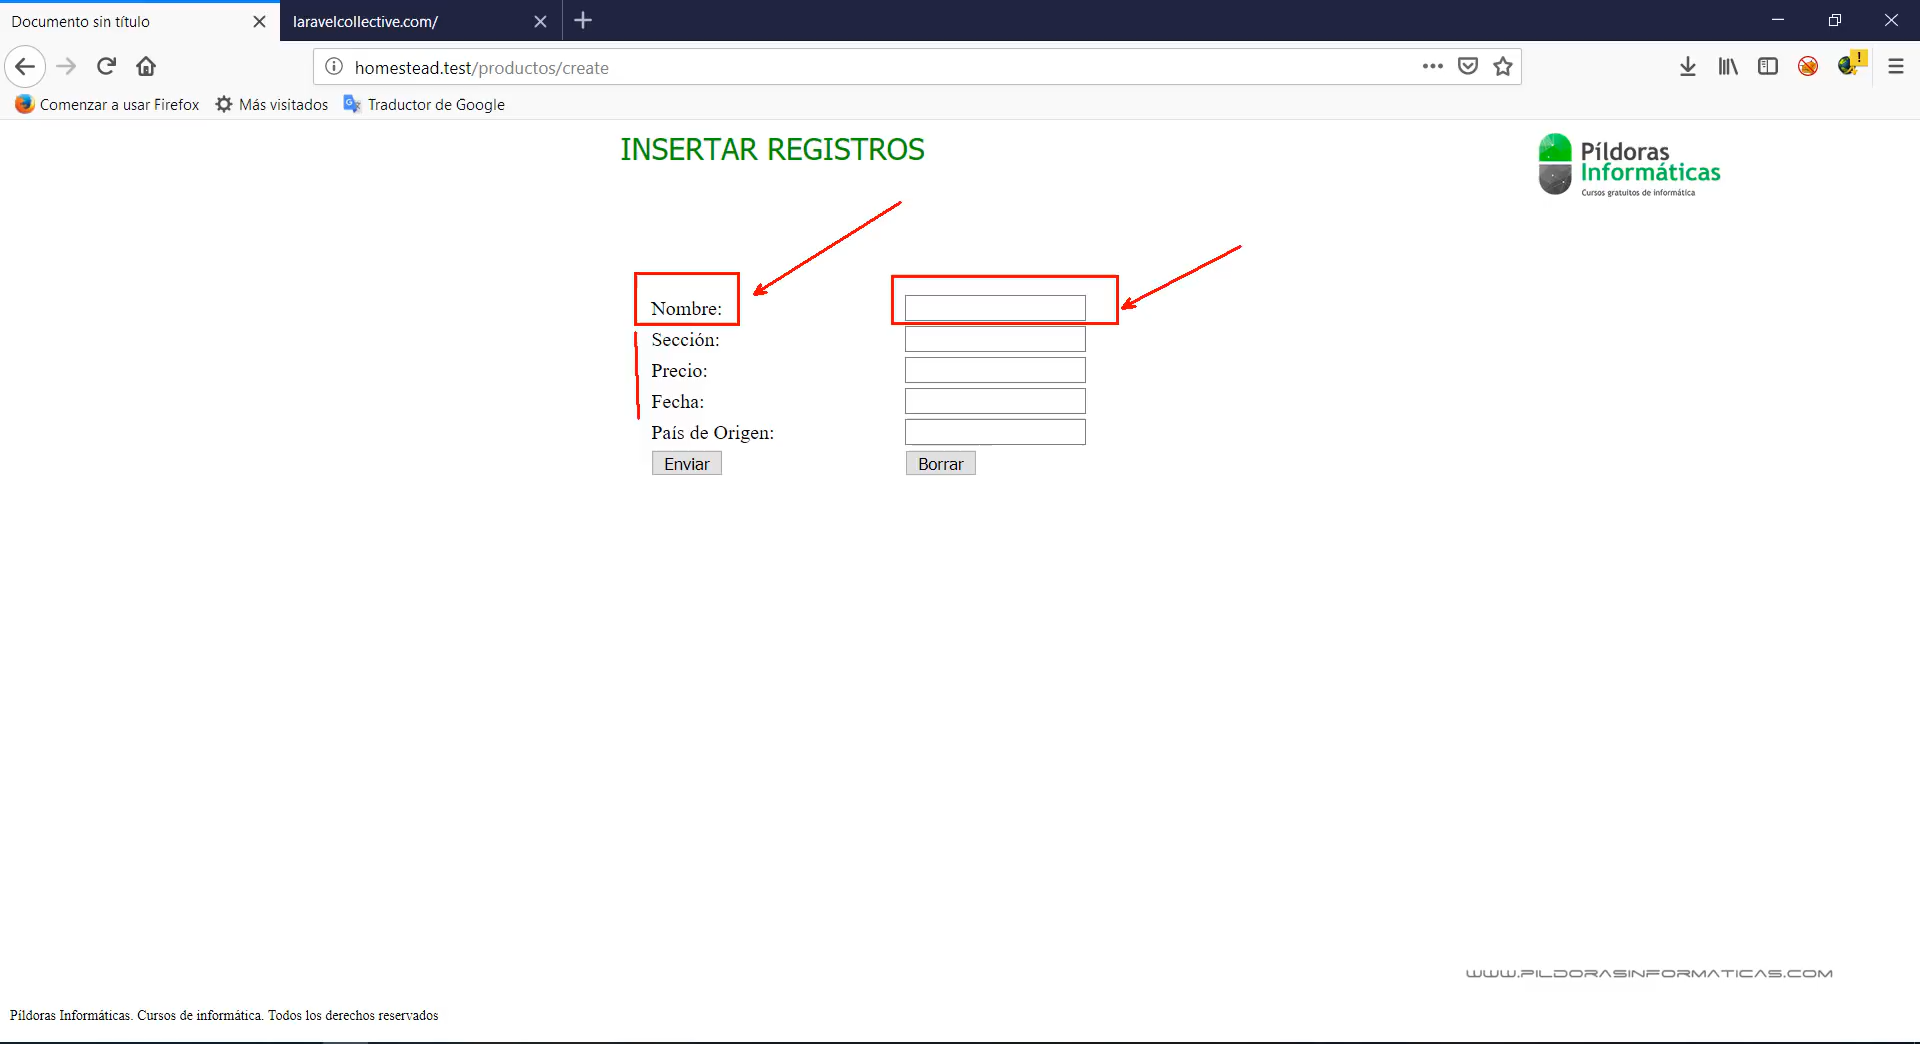 Documento sin título
laravelcollective.com/
homestead.test/productos/create
Comenzar a usar Firefox
Más visitados
Traductor de Google
INSERTAR REGISTROS
Píldoras
Informáticas
Cursos gratuitos de informática
Nombre:
Sección:
Precio:
Fecha:
País de Origen:
Enviar
Borrar
WWW.PILDORASINFORMATICAS.COM
Píldoras Informáticas. Cursos de informática. Todos los derechos reservados